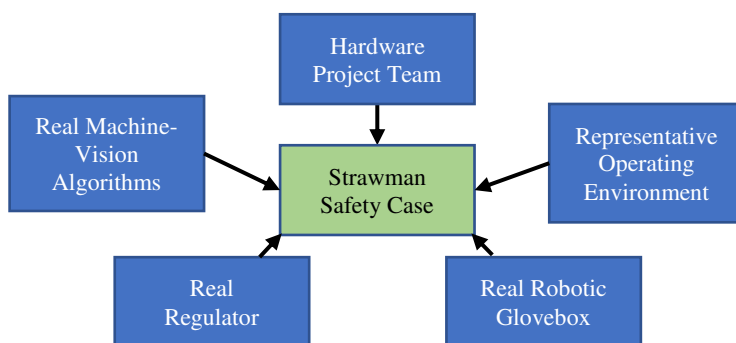 Hardware
Project Team
Real Machine-
Vision
Algorithms
Representative
Operating
Environment
Strawman
Safety Case
Real
Regulator
Real Robotic
Glovebox